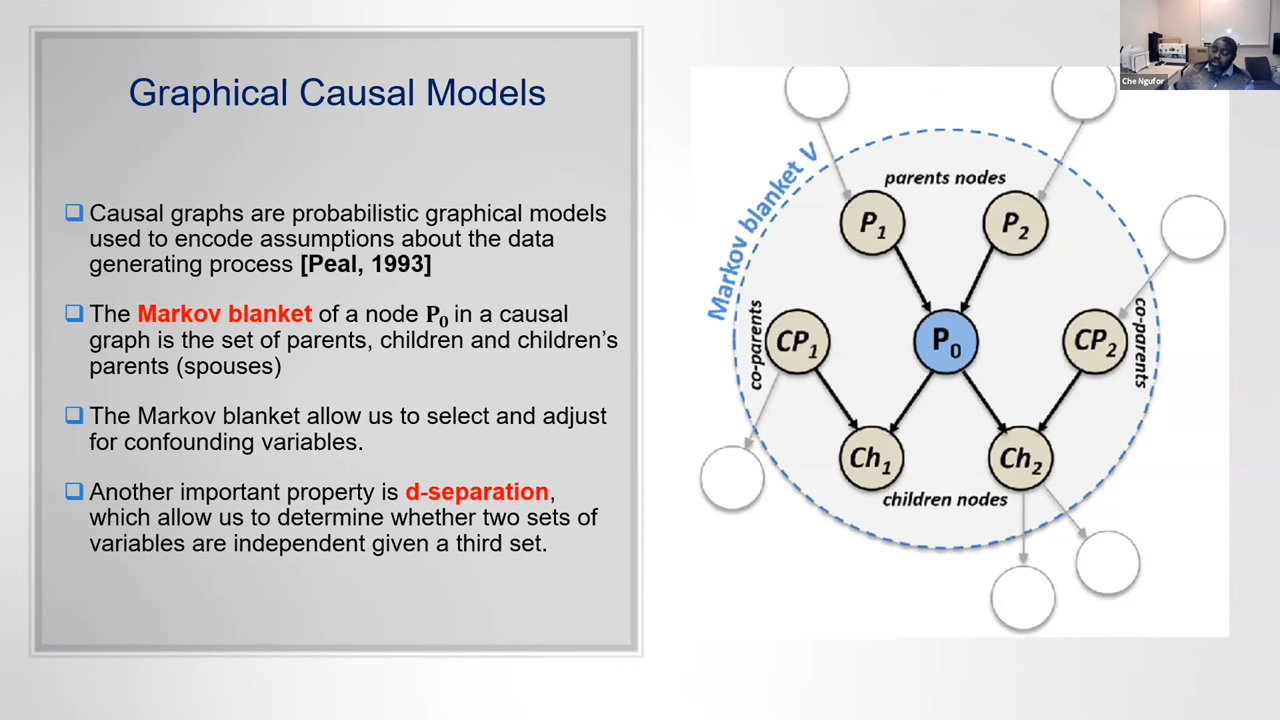 Graphical Causal Models
Causal graphs are probabilistic graphical models
used to encode assumptions about the data
generating process [Peal, 1993]
The Markov blanket of a node P0 in a causal
graph is the set of parents, children and children's
parents (spouses)
The Markov blanket allow us to select and adjust
for confounding variables.
Another important property is d-separation,
which allow us to determine whether two sets of
variables are independent given a third set.
Che Ngufor
Markov blanket V
parents nodes
P1
P2
co-parents
CP1
P0
CP2
co-parents
Ch1
Ch2
children nodes